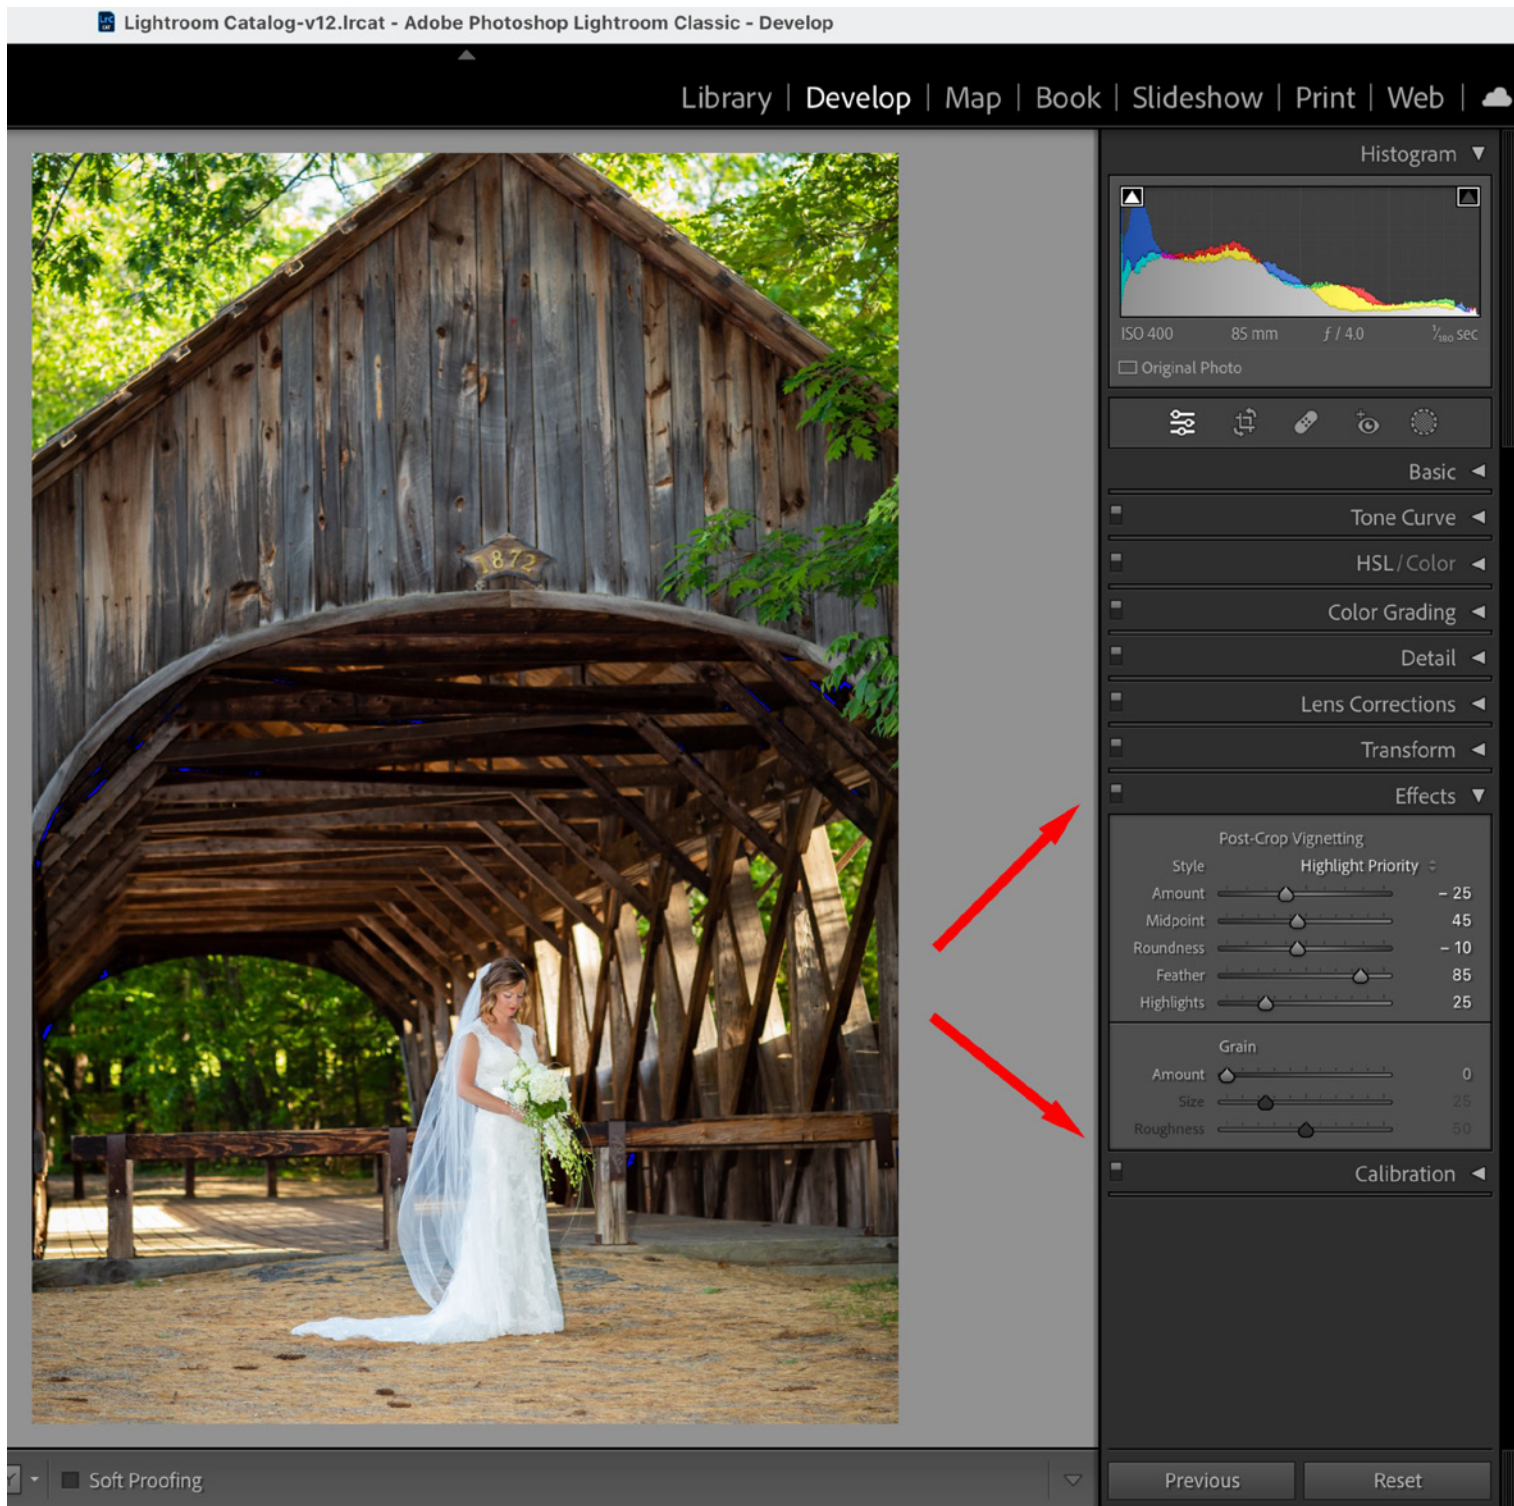 Lightroom Catalog-v12.lrcat - Adobe Photoshop Lightroom Classic - Develop
Library | Develop | Map | Book | Slideshow | Print | Web |
Histogram
ISO 400 85 mm ƒ / 4.0 1/180 sec
Original Photo
Basic
Tone Curve
HSL / Color
Color Grading
Detail
Lens Corrections
Transform
Effects
Post-Crop Vignetting
Style Highlight Priority
Amount – 25
Midpoint 45
Roundness – 10
Feather 85
Highlights 25
Grain
Amount 0
Size 25
Roughness 50
Calibration
1872
Soft Proofing
Previous Reset